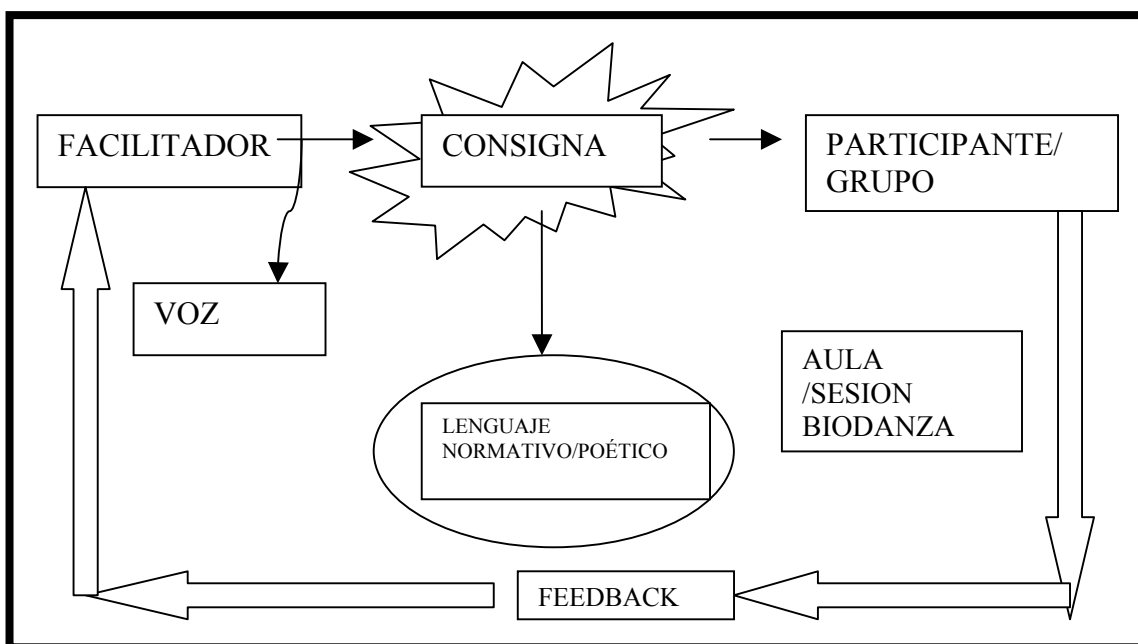 FACILITADOR
CONSIGNA
PARTICIPANTE/
GRUPO
VOZ
AULA
/SESION
BIODANZA
LENGUAJE
NORMATIVO/POÉTICO
FEEDBACK